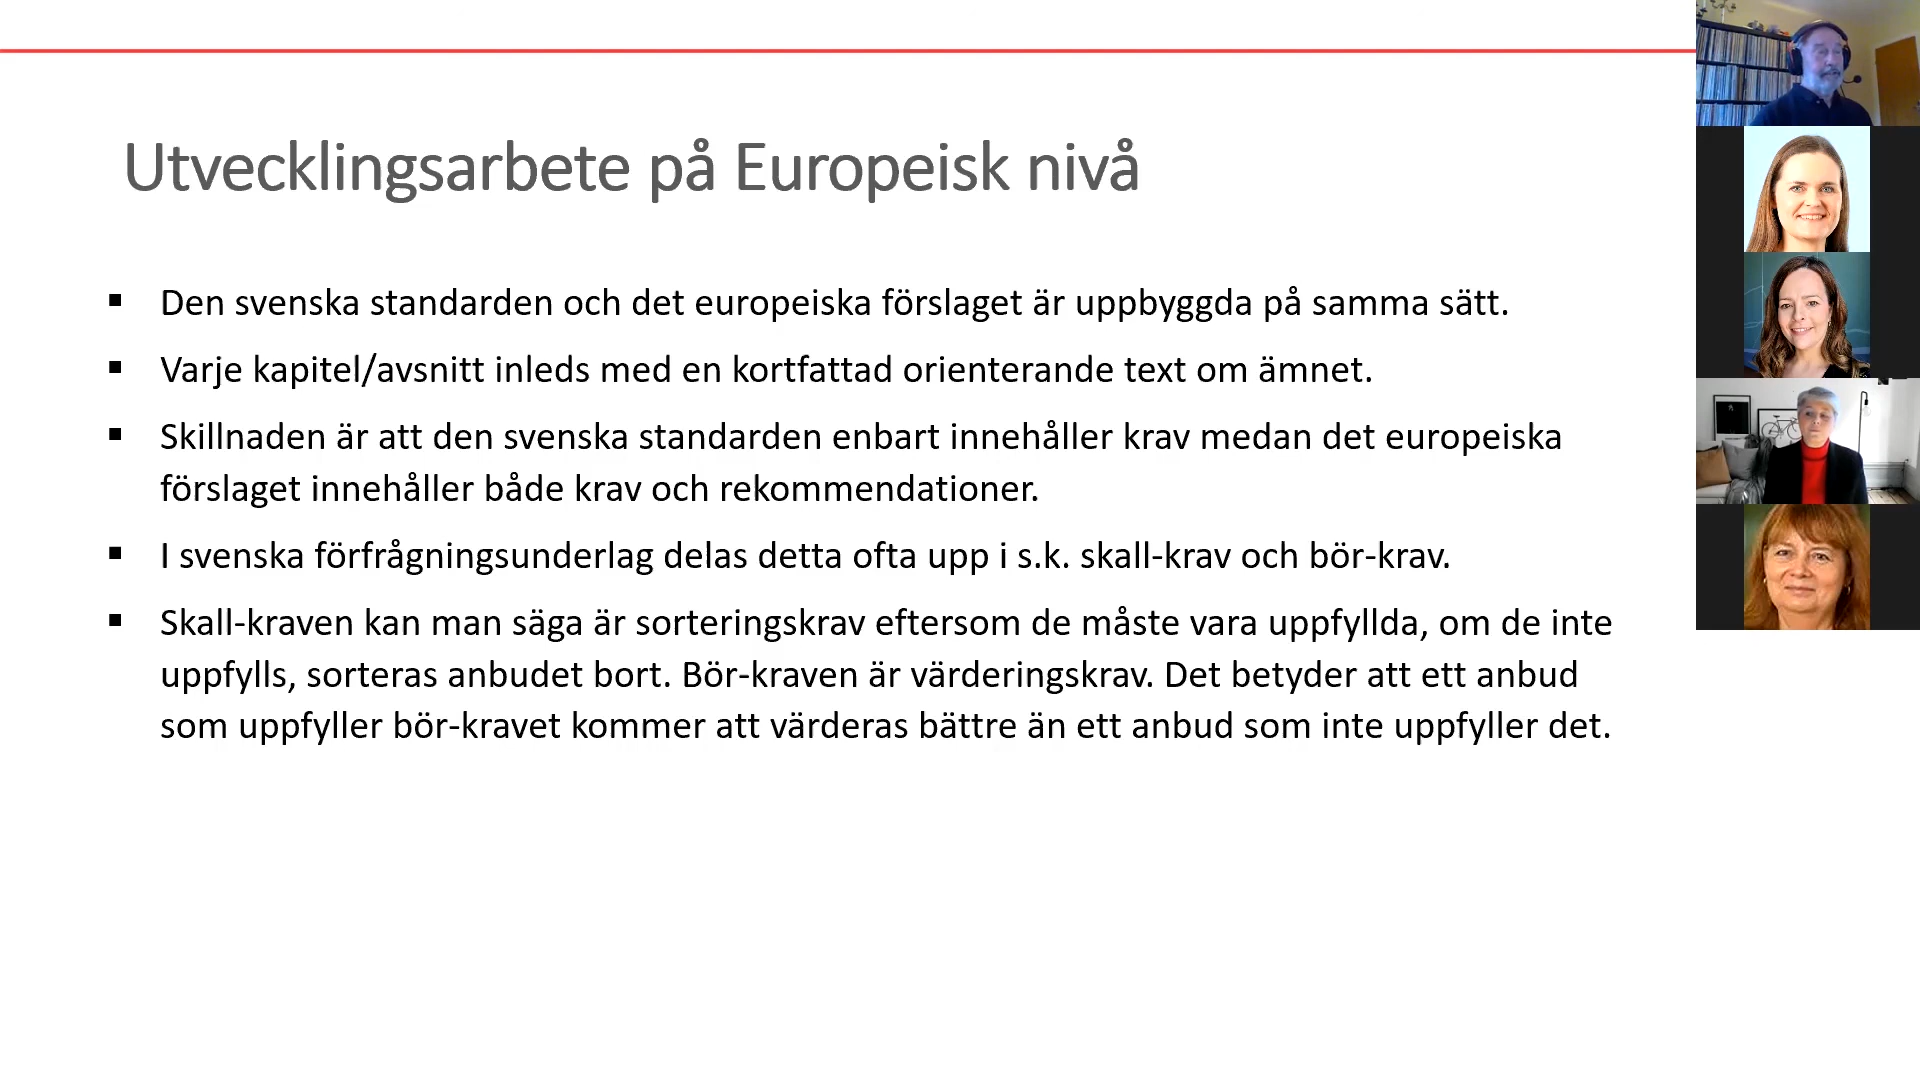 Utvecklingsarbete på Europeisk nivå
▪ Den svenska standarden och det europeiska förslaget är uppbyggda på samma sätt.
▪ Varje kapitel/avsnitt inleds med en kortfattad orienterande text om ämnet.
▪ Skillnaden är att den svenska standarden enbart innehåller krav medan det europeiska
förslaget innehåller både krav och rekommendationer.
▪ I svenska förfrågningsunderlag delas detta ofta upp i s.k. skall-krav och bör-krav.
▪ Skall-kraven kan man säga är sorteringskrav eftersom de måste vara uppfyllda, om de inte
uppfylls, sorteras anbudet bort. Bör-kraven är värderingskrav. Det betyder att ett anbud
som uppfyller bör-kravet kommer att värderas bättre än ett anbud som inte uppfyller det.